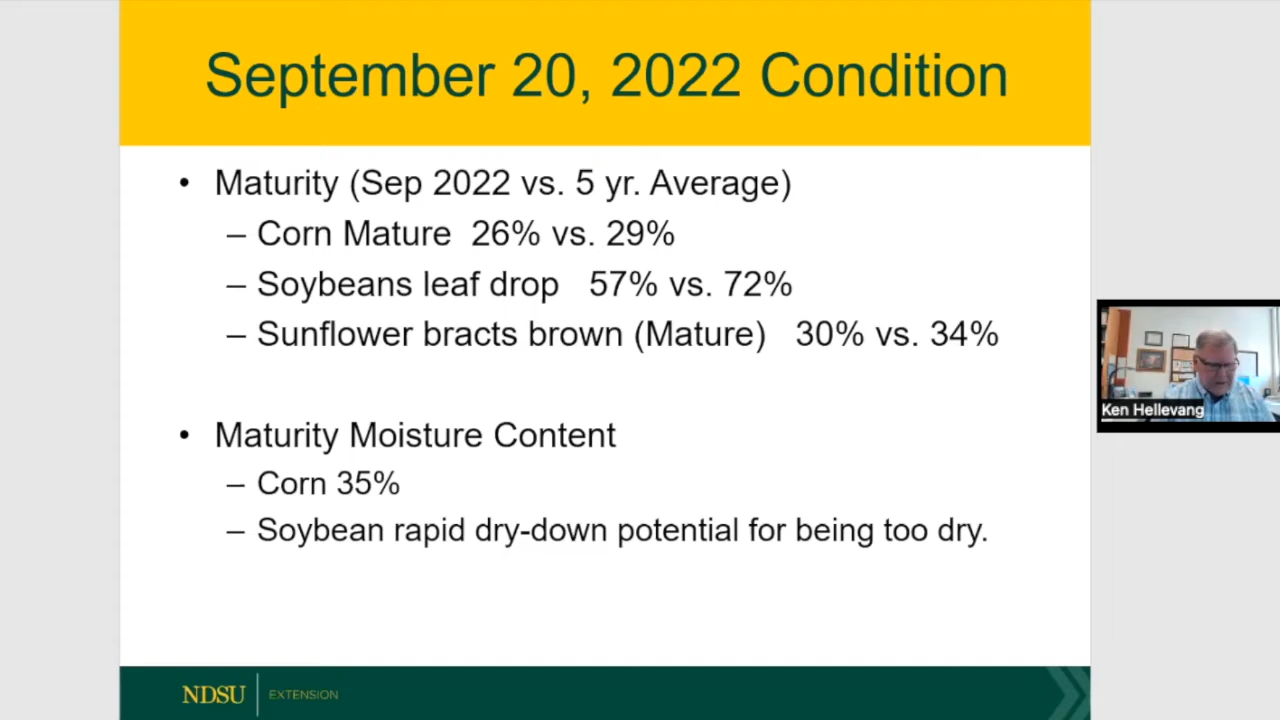 September 20, 2022 Condition
• Maturity (Sep 2022 vs. 5 yr. Average)
– Corn Mature 26% vs. 29%
– Soybeans leaf drop 57% vs. 72%
– Sunflower bracts brown (Mature) 30% vs. 34%
• Maturity Moisture Content
– Corn 35%
– Soybean rapid dry-down potential for being too dry.
Ken Hellevang
NDSU EXTENSION